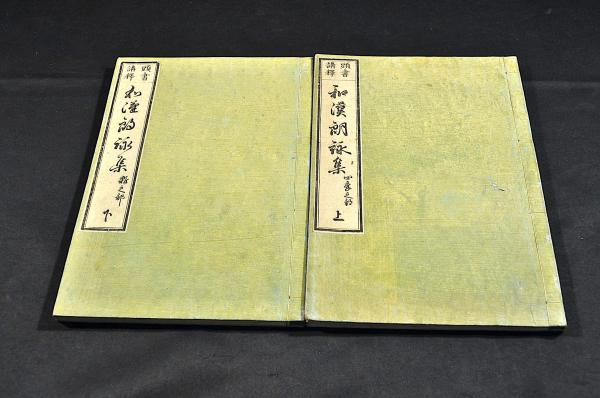 頭書
講釋
和漢朗詠集 四季之部 上
頭書
講釋
和漢朗詠集 雜之部 下